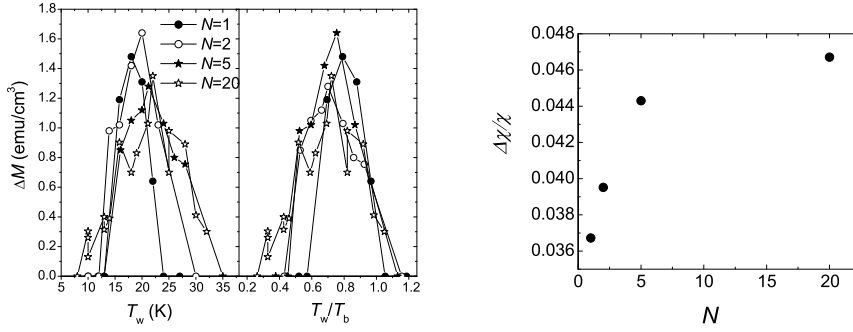 1.8
1.6
1.4
1.2
1.0
0.8
0.6
0.4
0.2
0.0
ΔM (emu/cm³)
5 10 15 20 25 30 35
T_w (K)
N=1
N=2
N=5
N=20
0.2 0.4 0.6 0.8 1.0 1.2
T_w/T_b
0.048
0.046
0.044
0.042
0.040
0.038
0.036
Δχ/χ
0 5 10 15 20
N